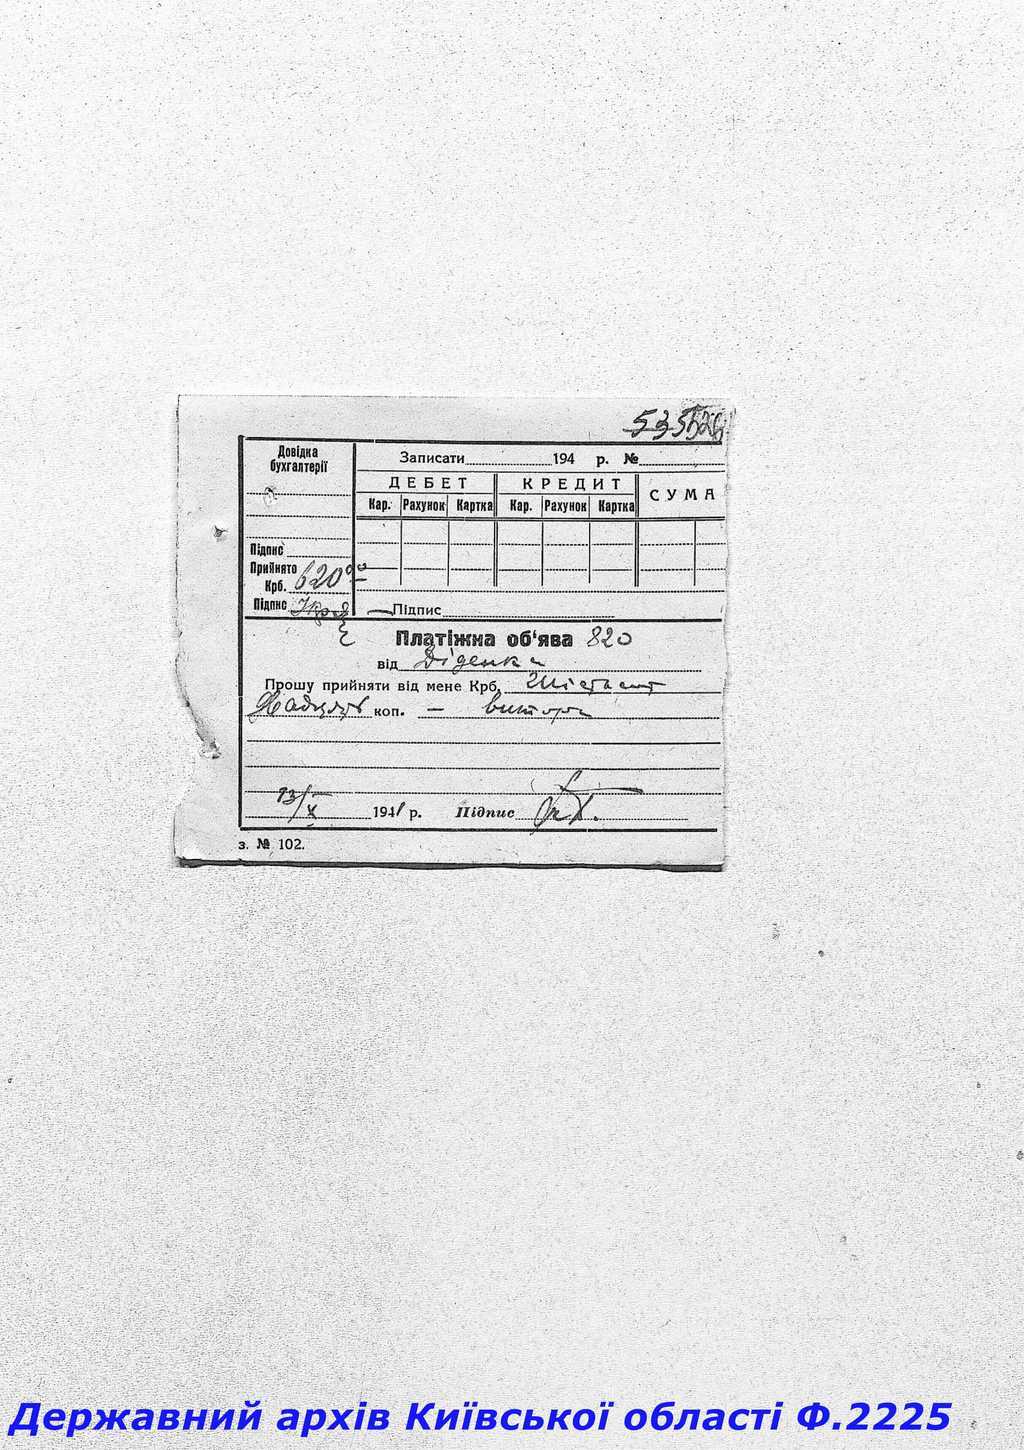 Довідка
бухгалтерії
Записати 194 р. №
ДЕБЕТ КРЕДИТ СУМА
Кар. Рахунок Картка Кар. Рахунок Картка
Підпис
Прийнято
Крб. 620
Підпис
Підпис
Платіжна об'ява 820
від Діденка
Прошу прийняти від мене Крб. Шістсот
двадцять коп. —
13/X 1941 р. Підпис
з. № 102.
Державний архів Київської області Ф.2225